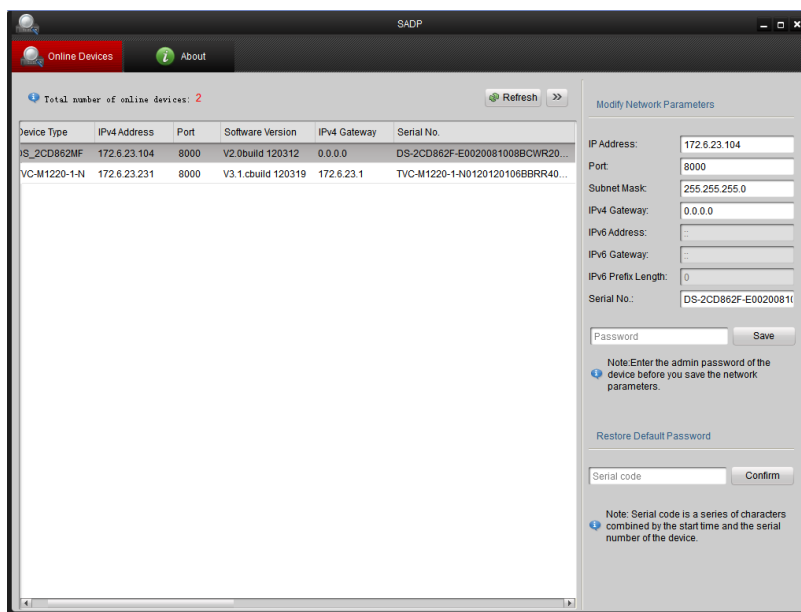 SADP
Online Devices
About
Total number of online devices: 2
Refresh
>>
Device Type IPv4 Address Port Software Version IPv4 Gateway Serial No.
DS_2CD862MF 172.6.23.104 8000 V2.0build 120312 0.0.0.0 DS-2CD862F-E0020081008BCWR20...
TVC-M1220-1-N 172.6.23.231 8000 V3.1.cbuild 120319 172.6.23.1 TVC-M1220-1-N0120120106BBRR40...
Modify Network Parameters
IP Address: 172.6.23.104
Port: 8000
Subnet Mask: 255.255.255.0
IPv4 Gateway: 0.0.0.0
IPv6 Address: ::
IPv6 Gateway: ::
IPv6 Prefix Length: 0
Serial No.: DS-2CD862F-E0020081(
Password
Save
Note:Enter the admin password of the
device before you save the network
parameters.
Restore Default Password
Serial code
Confirm
Note: Serial code is a series of characters
combined by the start time and the serial
number of the device.